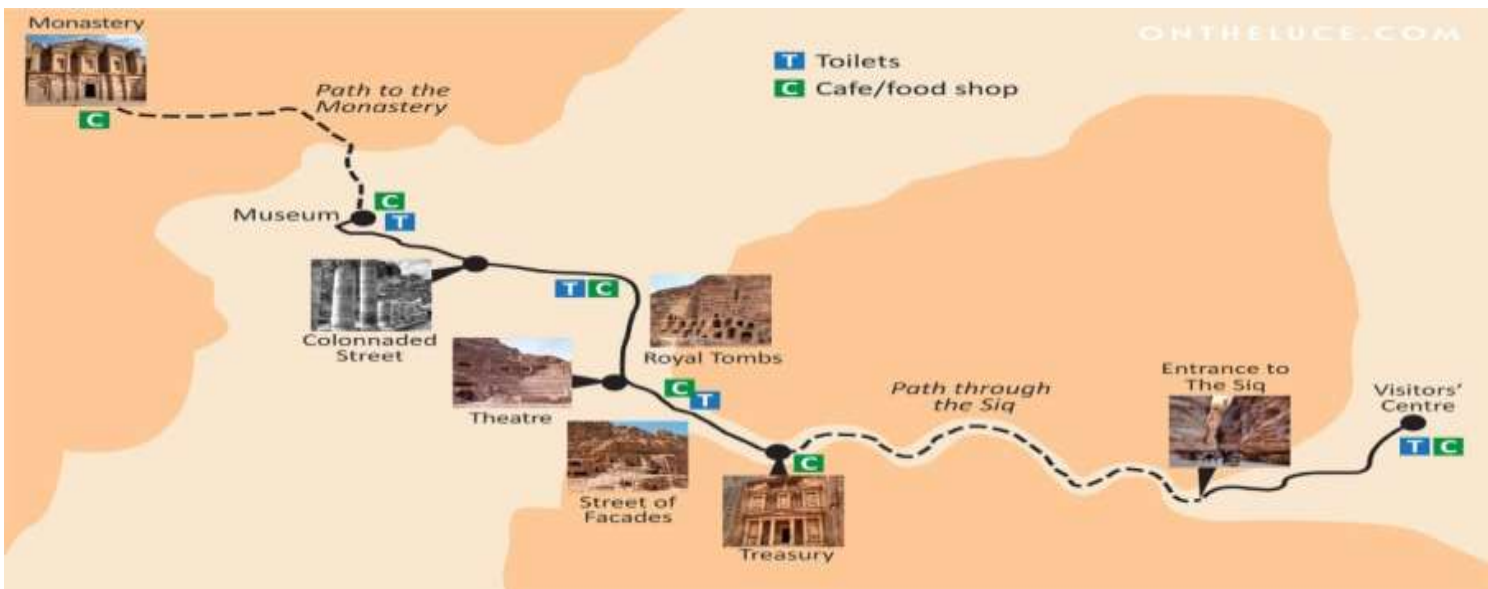 Monastery
ONTHELUCE.COM
T Toilets
C Cafe/food shop
Path to the
Monastery
C
C
Museum
T
T C
Colonnaded
Street
Royal Tombs
Entrance to
The Siq
Path through
the Siq
Visitors'
Centre
C
T
Theatre
T C
C
Street of
Facades
Treasury